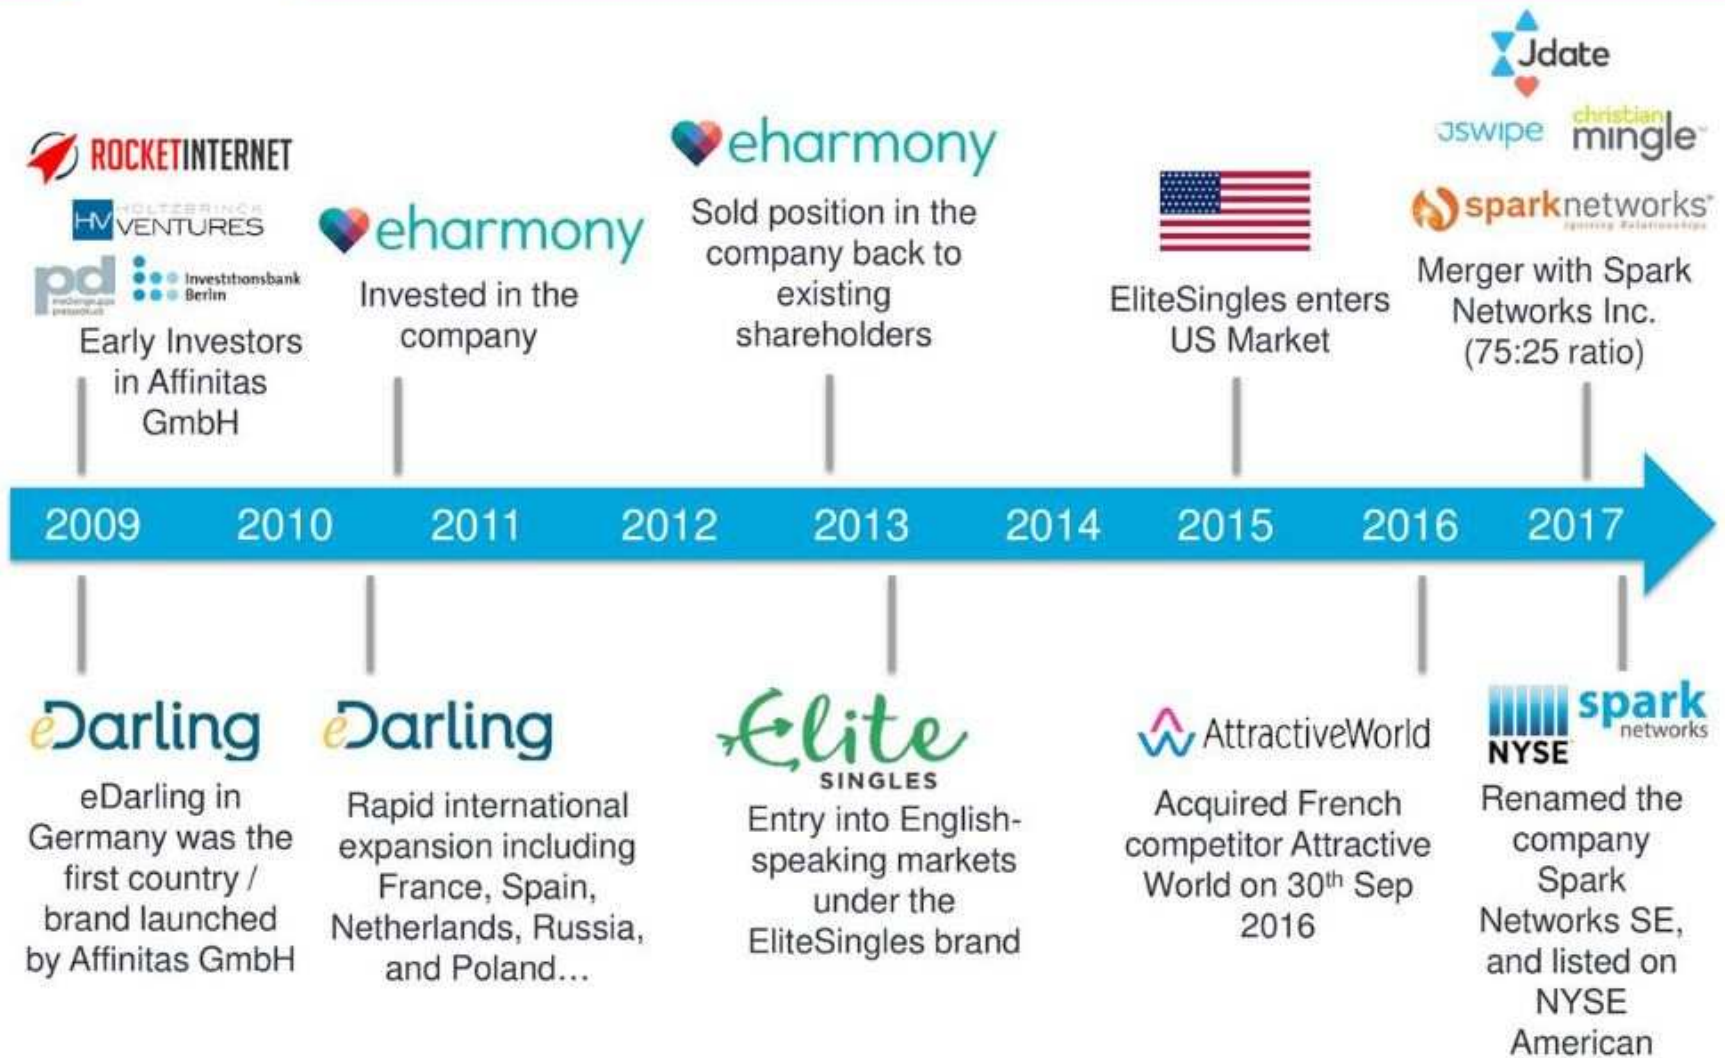 ROCKETINTERNET
HV HOLTZBRINCK
VENTURES
pd
Investitionsbank
Berlin
Early Investors
in Affinitas
GmbH
eharmony
Invested in the
company
eharmony
Sold position in the
company back to
existing
shareholders
EliteSingles enters
US Market
Jdate
JSWIPE
christian
mingle™
sparknetworks
Merger with Spark
Networks Inc.
(75:25 ratio)
2009 2010 2011 2012 2013 2014 2015 2016 2017
eDarling
eDarling in
Germany was the
first country /
brand launched
by Affinitas GmbH
eDarling
Rapid international
expansion including
France, Spain,
Netherlands, Russia,
and Poland...
Elite
SINGLES
Entry into English-
speaking markets
under the
EliteSingles brand
AttractiveWorld
Acquired French
competitor Attractive
World on 30th Sep
2016
NYSE
spark
networks
Renamed the
company
Spark
Networks SE,
and listed on
NYSE
American